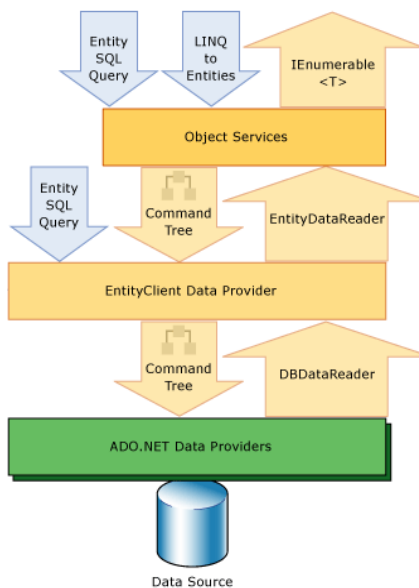 Entity
SQL
Query
LINQ
to
Entities
IEnumerable
<T>
Object Services
Entity
SQL
Query
Command
Tree
EntityDataReader
EntityClient Data Provider
Command
Tree
DBDataReader
ADO.NET Data Providers
Data Source